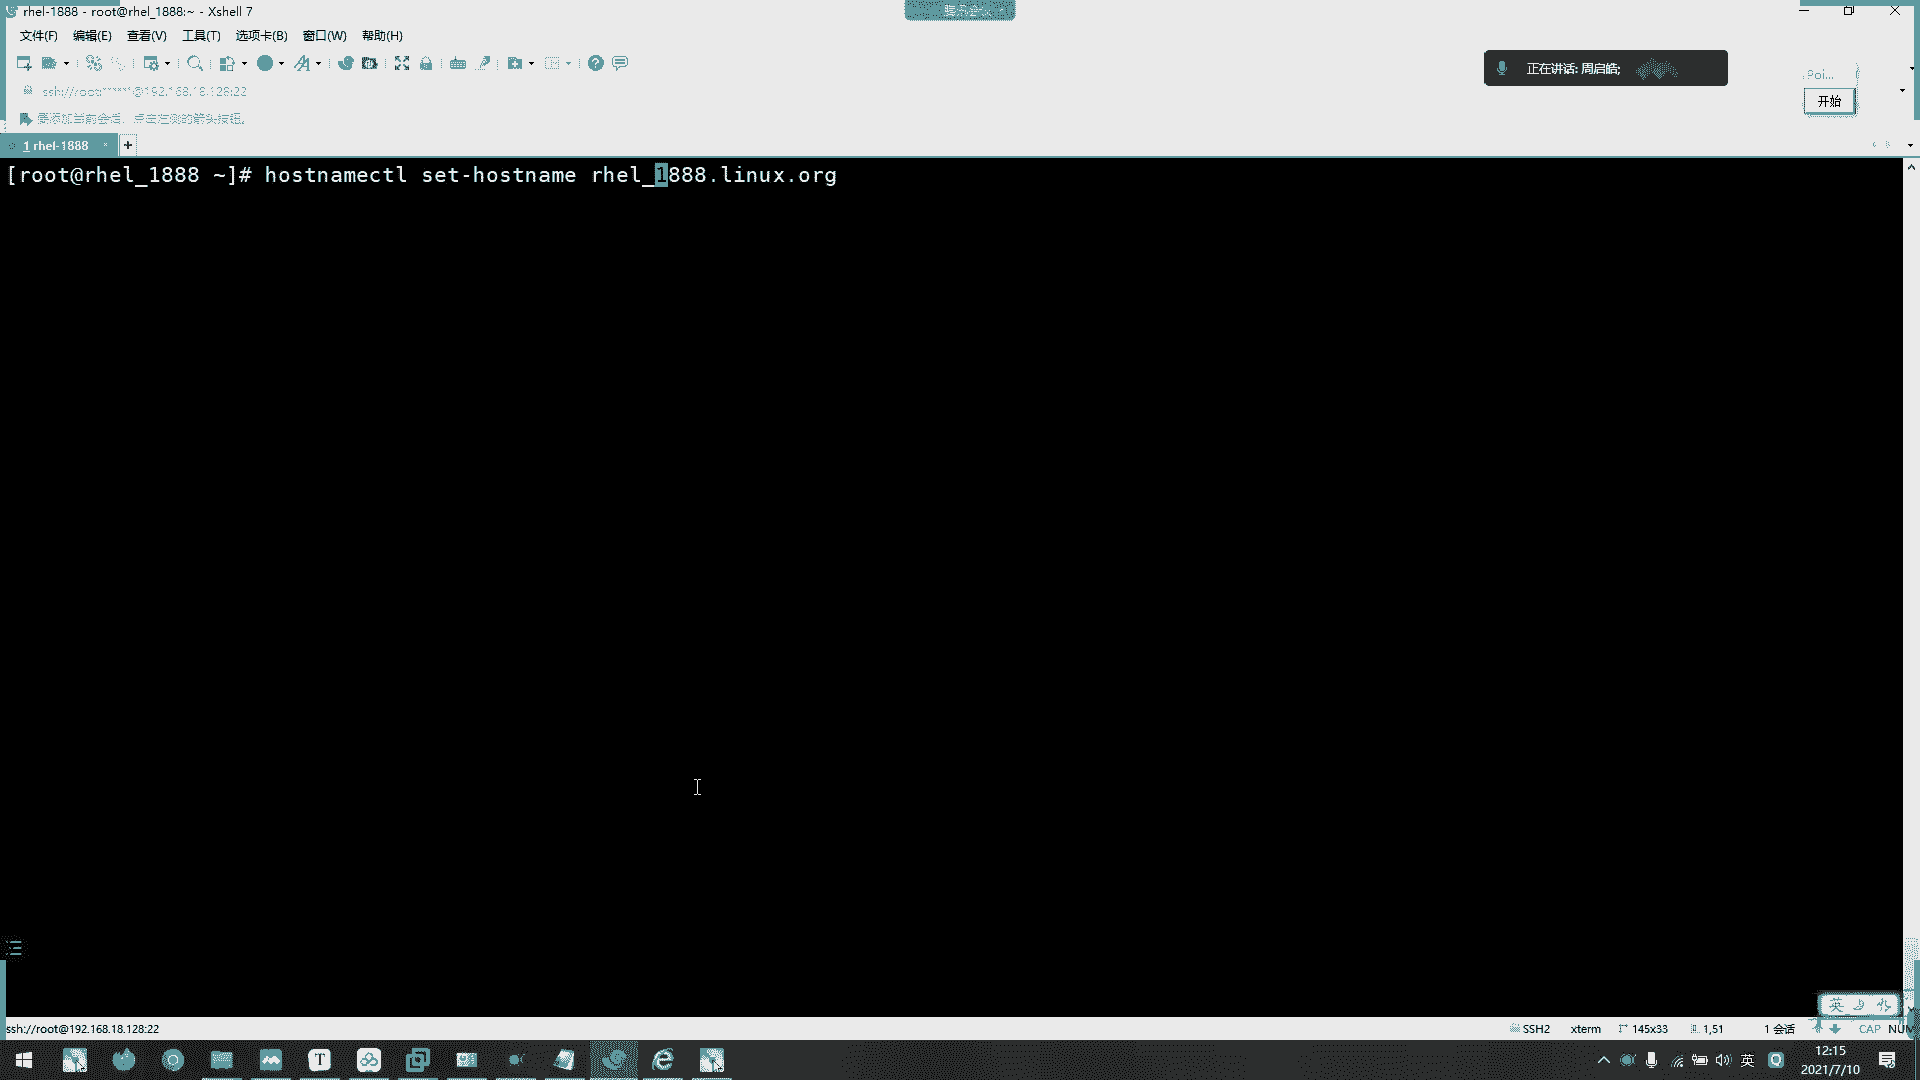 rhel-1888 - root@rhel_1888:~ - Xshell 7
文件(F) 编辑(E) 查看(V) 工具(T) 选项卡(B) 窗口(W) 帮助(H)
正在讲话: 周启皓;
Poi...
ssh://root:*****@192.168.18.128:22
开始
要添加当前会话，点击左侧的箭头按钮。
1 rhel-1888
[root@rhel_1888 ~]# hostnamectl set-hostname rhel_1888.linux.org
英
ssh://root@192.168.18.128:22 SSH2 xterm 145x33 1,51 1 会话 CAP NUM
英 12:15
2021/7/10